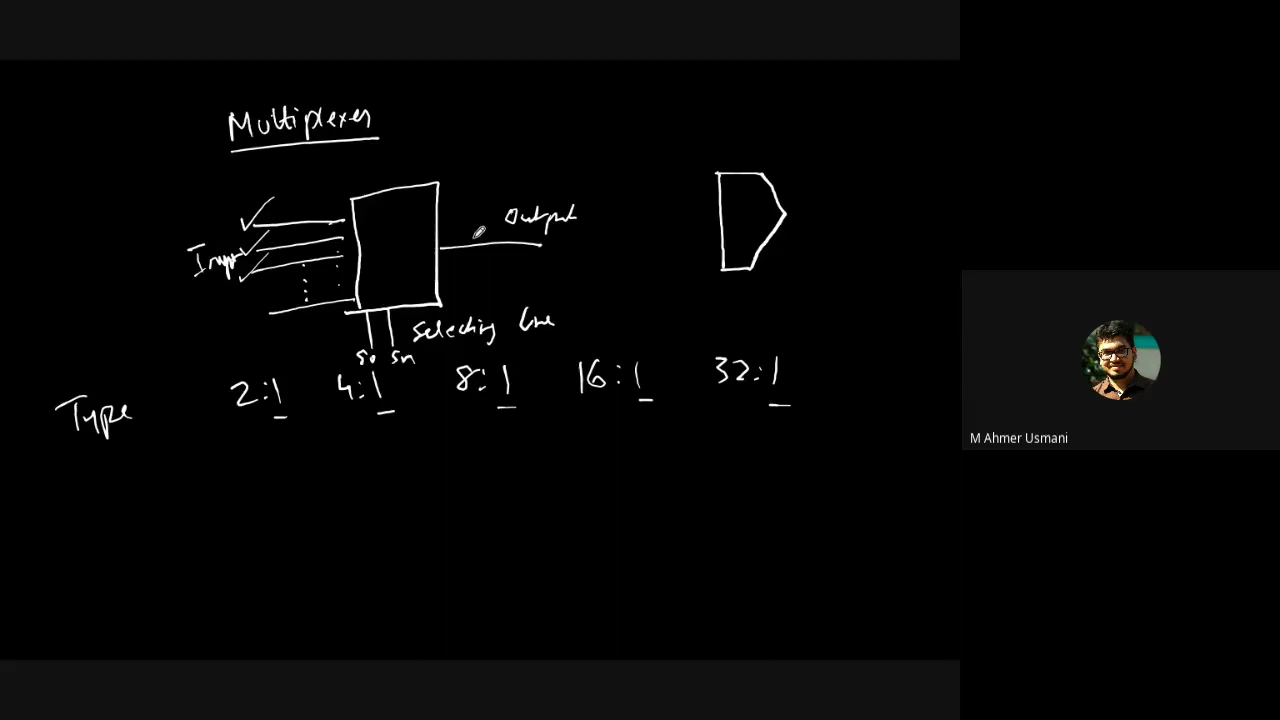 Multiplexer
Output
Input
Selecting line
S0 Sn
Type 2:1 4:1 8:1 16:1 32:1
M Ahmer Usmani